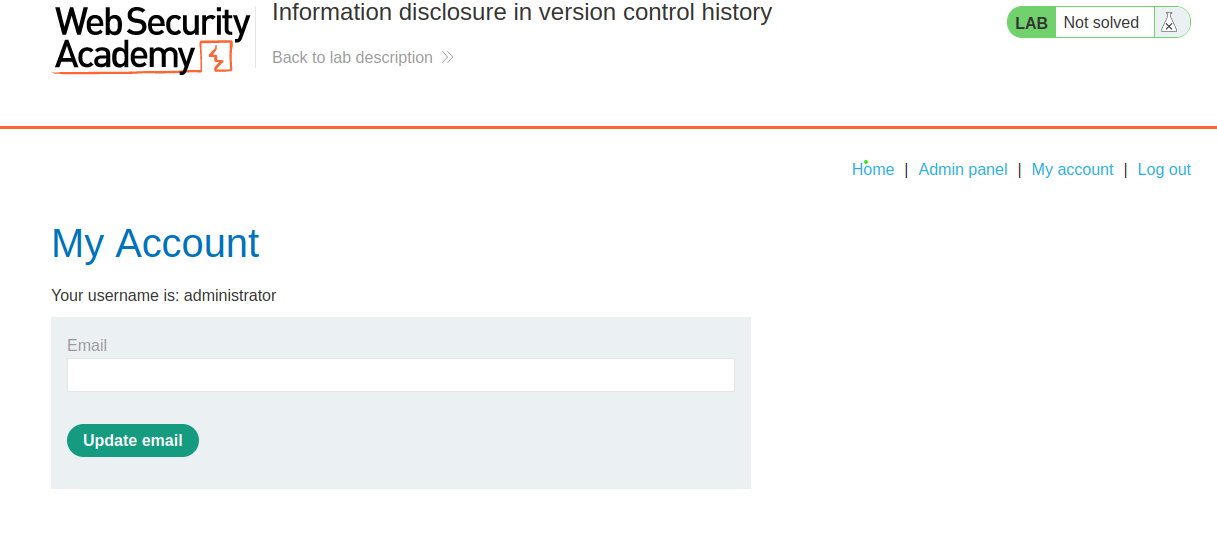 Web Security
Academy
Information disclosure in version control history
Back to lab description
LAB Not solved
Home | Admin panel | My account | Log out
My Account
Your username is: administrator
Email
Update email